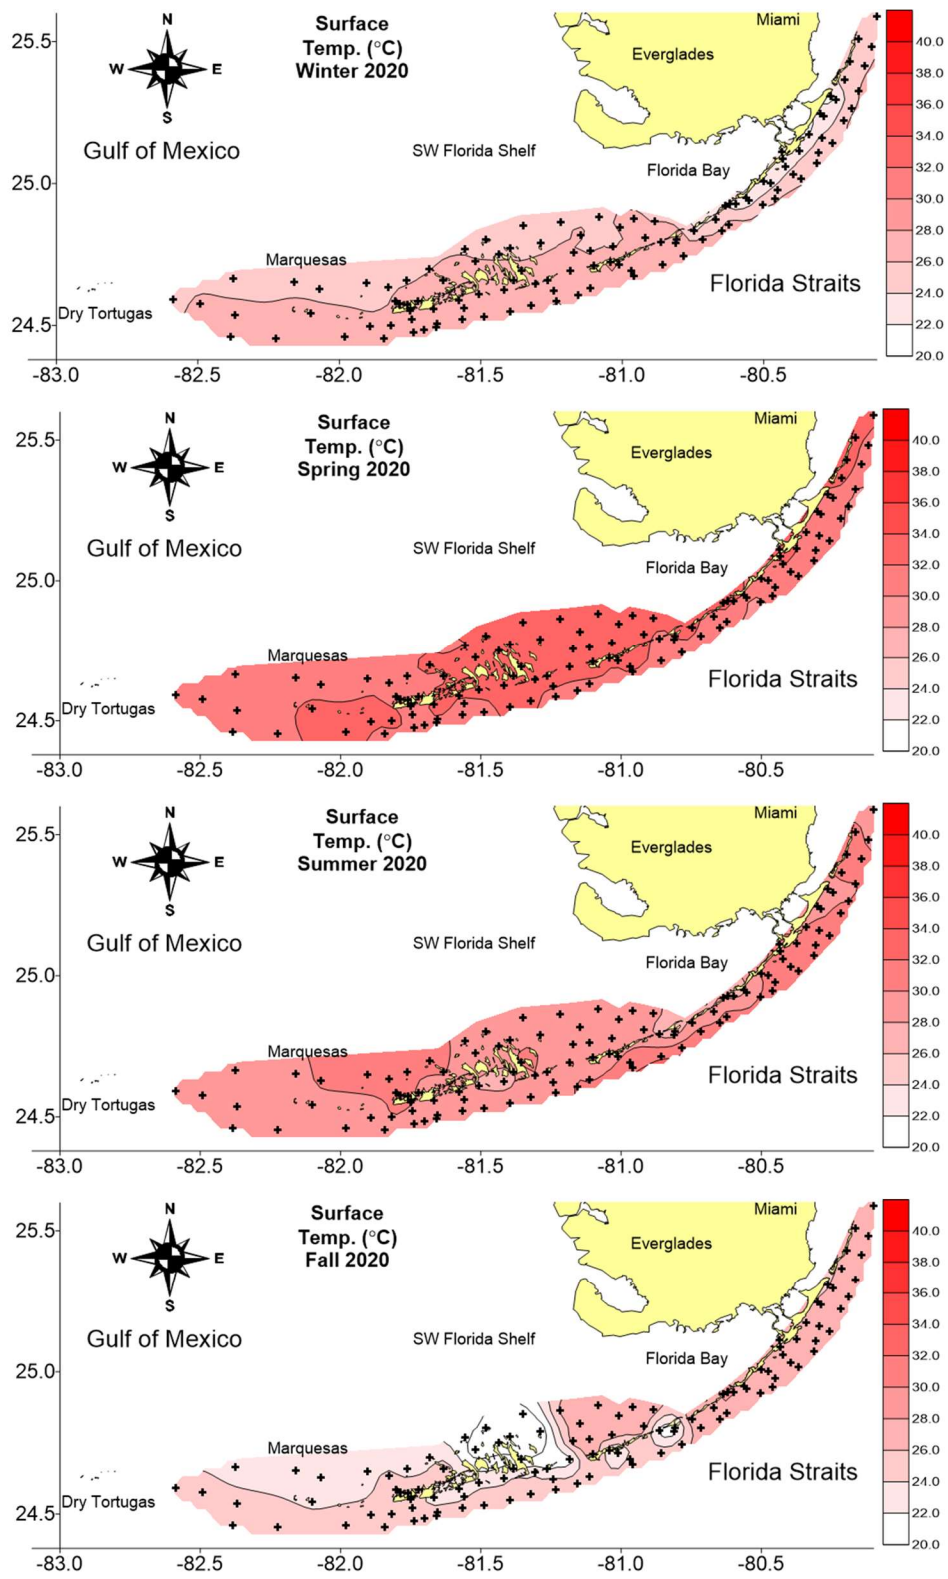 25.5
25.0
24.5
-83.0
-82.5
-82.0
-81.5
-81.0
-80.5
N
W
E
S
Surface
Temp. (°C)
Winter 2020
Miami
Everglades
Gulf of Mexico
SW Florida Shelf
Florida Bay
Marquesas
Dry Tortugas
Florida Straits
40.0
38.0
36.0
34.0
32.0
30.0
28.0
26.0
24.0
22.0
20.0
25.5
25.0
24.5
-83.0
-82.5
-82.0
-81.5
-81.0
-80.5
N
W
E
S
Surface
Temp. (°C)
Spring 2020
Miami
Everglades
Gulf of Mexico
SW Florida Shelf
Florida Bay
Marquesas
Dry Tortugas
Florida Straits
40.0
38.0
36.0
34.0
32.0
30.0
28.0
26.0
24.0
22.0
20.0
25.5
25.0
24.5
-83.0
-82.5
-82.0
-81.5
-81.0
-80.5
N
W
E
S
Surface
Temp. (°C)
Summer 2020
Miami
Everglades
Gulf of Mexico
SW Florida Shelf
Florida Bay
Marquesas
Dry Tortugas
Florida Straits
40.0
38.0
36.0
34.0
32.0
30.0
28.0
26.0
24.0
22.0
20.0
25.5
25.0
24.5
-83.0
-82.5
-82.0
-81.5
-81.0
-80.5
N
W
E
S
Surface
Temp. (°C)
Fall 2020
Miami
Everglades
Gulf of Mexico
SW Florida Shelf
Florida Bay
Marquesas
Dry Tortugas
Florida Straits
40.0
38.0
36.0
34.0
32.0
30.0
28.0
26.0
24.0
22.0
20.0